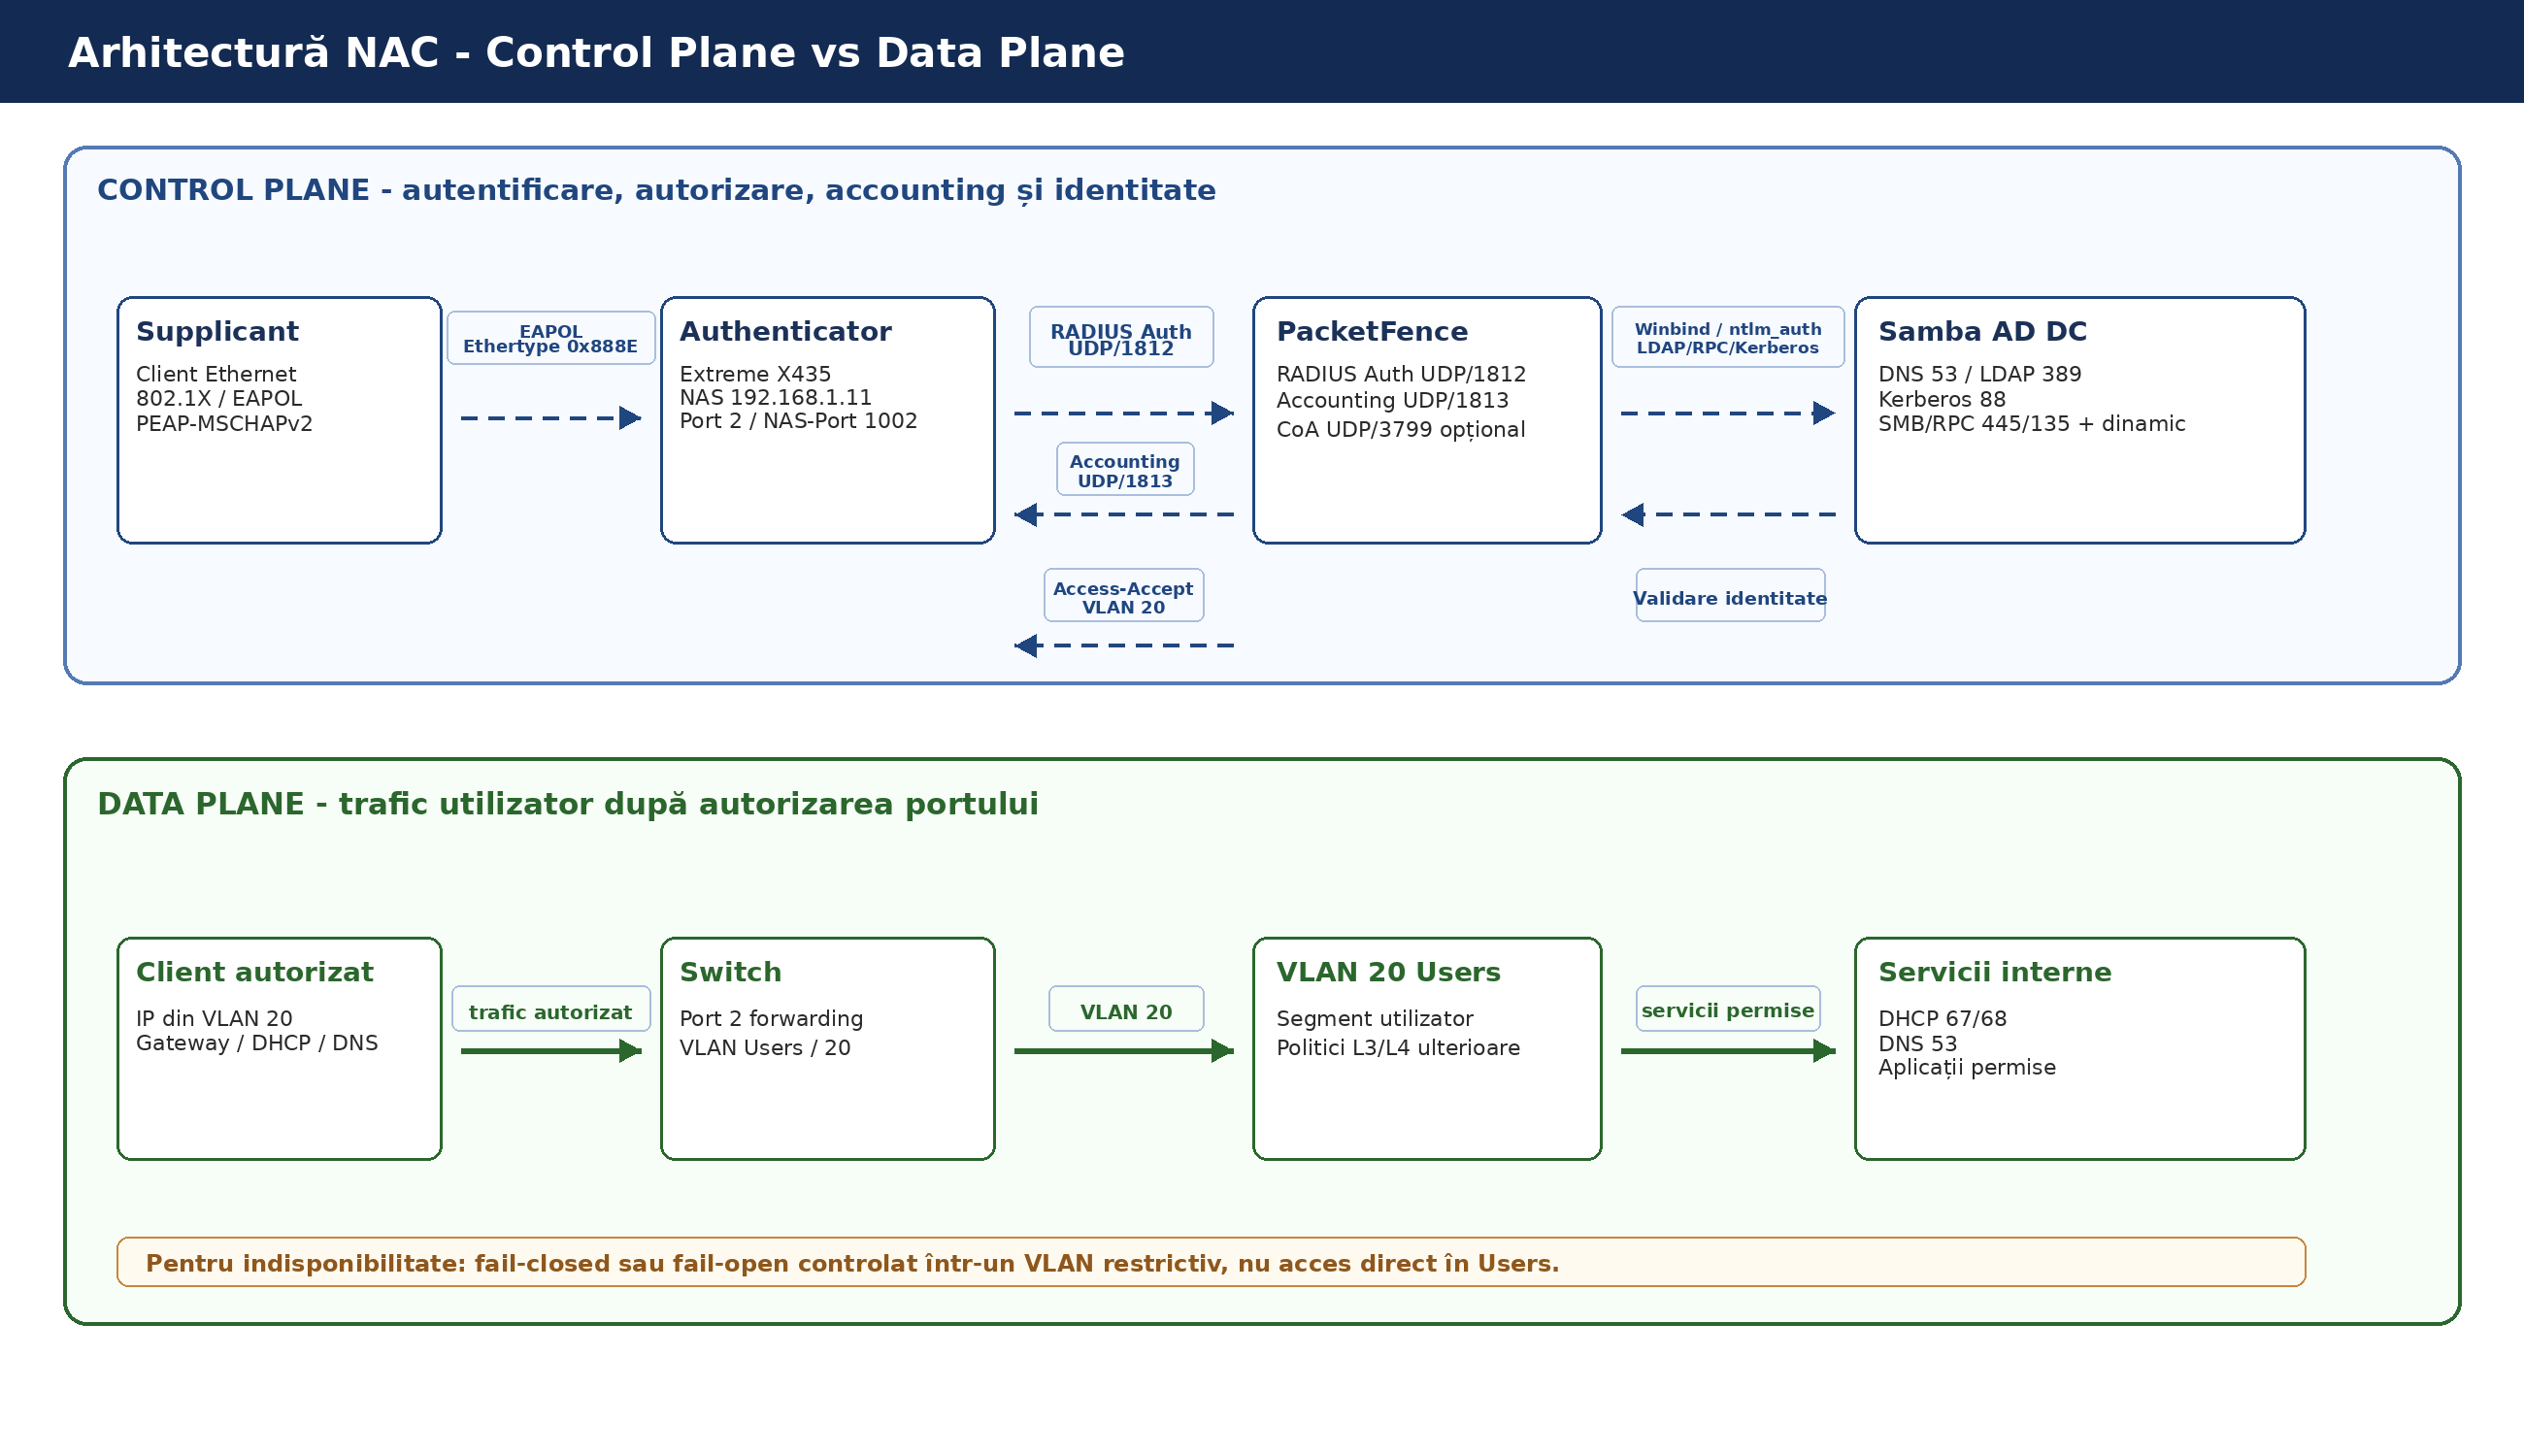 Arhitectură NAC - Control Plane vs Data Plane
CONTROL PLANE - autentificare, autorizare, accounting și identitate
Supplicant
Client Ethernet
802.1X / EAPOL
PEAP-MSCHAPv2
EAPOL
Ethertype 0x888E
Authenticator
Extreme X435
NAS 192.168.1.11
Port 2 / NAS-Port 1002
RADIUS Auth
UDP/1812
Accounting
UDP/1813
Access-Accept
VLAN 20
PacketFence
RADIUS Auth UDP/1812
Accounting UDP/1813
CoA UDP/3799 opțional
Winbind / ntlm_auth
LDAP/RPC/Kerberos
Validare identitate
Samba AD DC
DNS 53 / LDAP 389
Kerberos 88
SMB/RPC 445/135 + dinamic
DATA PLANE - trafic utilizator după autorizarea portului
Client autorizat
IP din VLAN 20
Gateway / DHCP / DNS
trafic autorizat
Switch
Port 2 forwarding
VLAN Users / 20
VLAN 20
VLAN 20 Users
Segment utilizator
Politici L3/L4 ulterioare
servicii permise
Servicii interne
DHCP 67/68
DNS 53
Aplicații permise
Pentru indisponibilitate: fail-closed sau fail-open controlat într-un VLAN restrictiv, nu acces direct în Users.